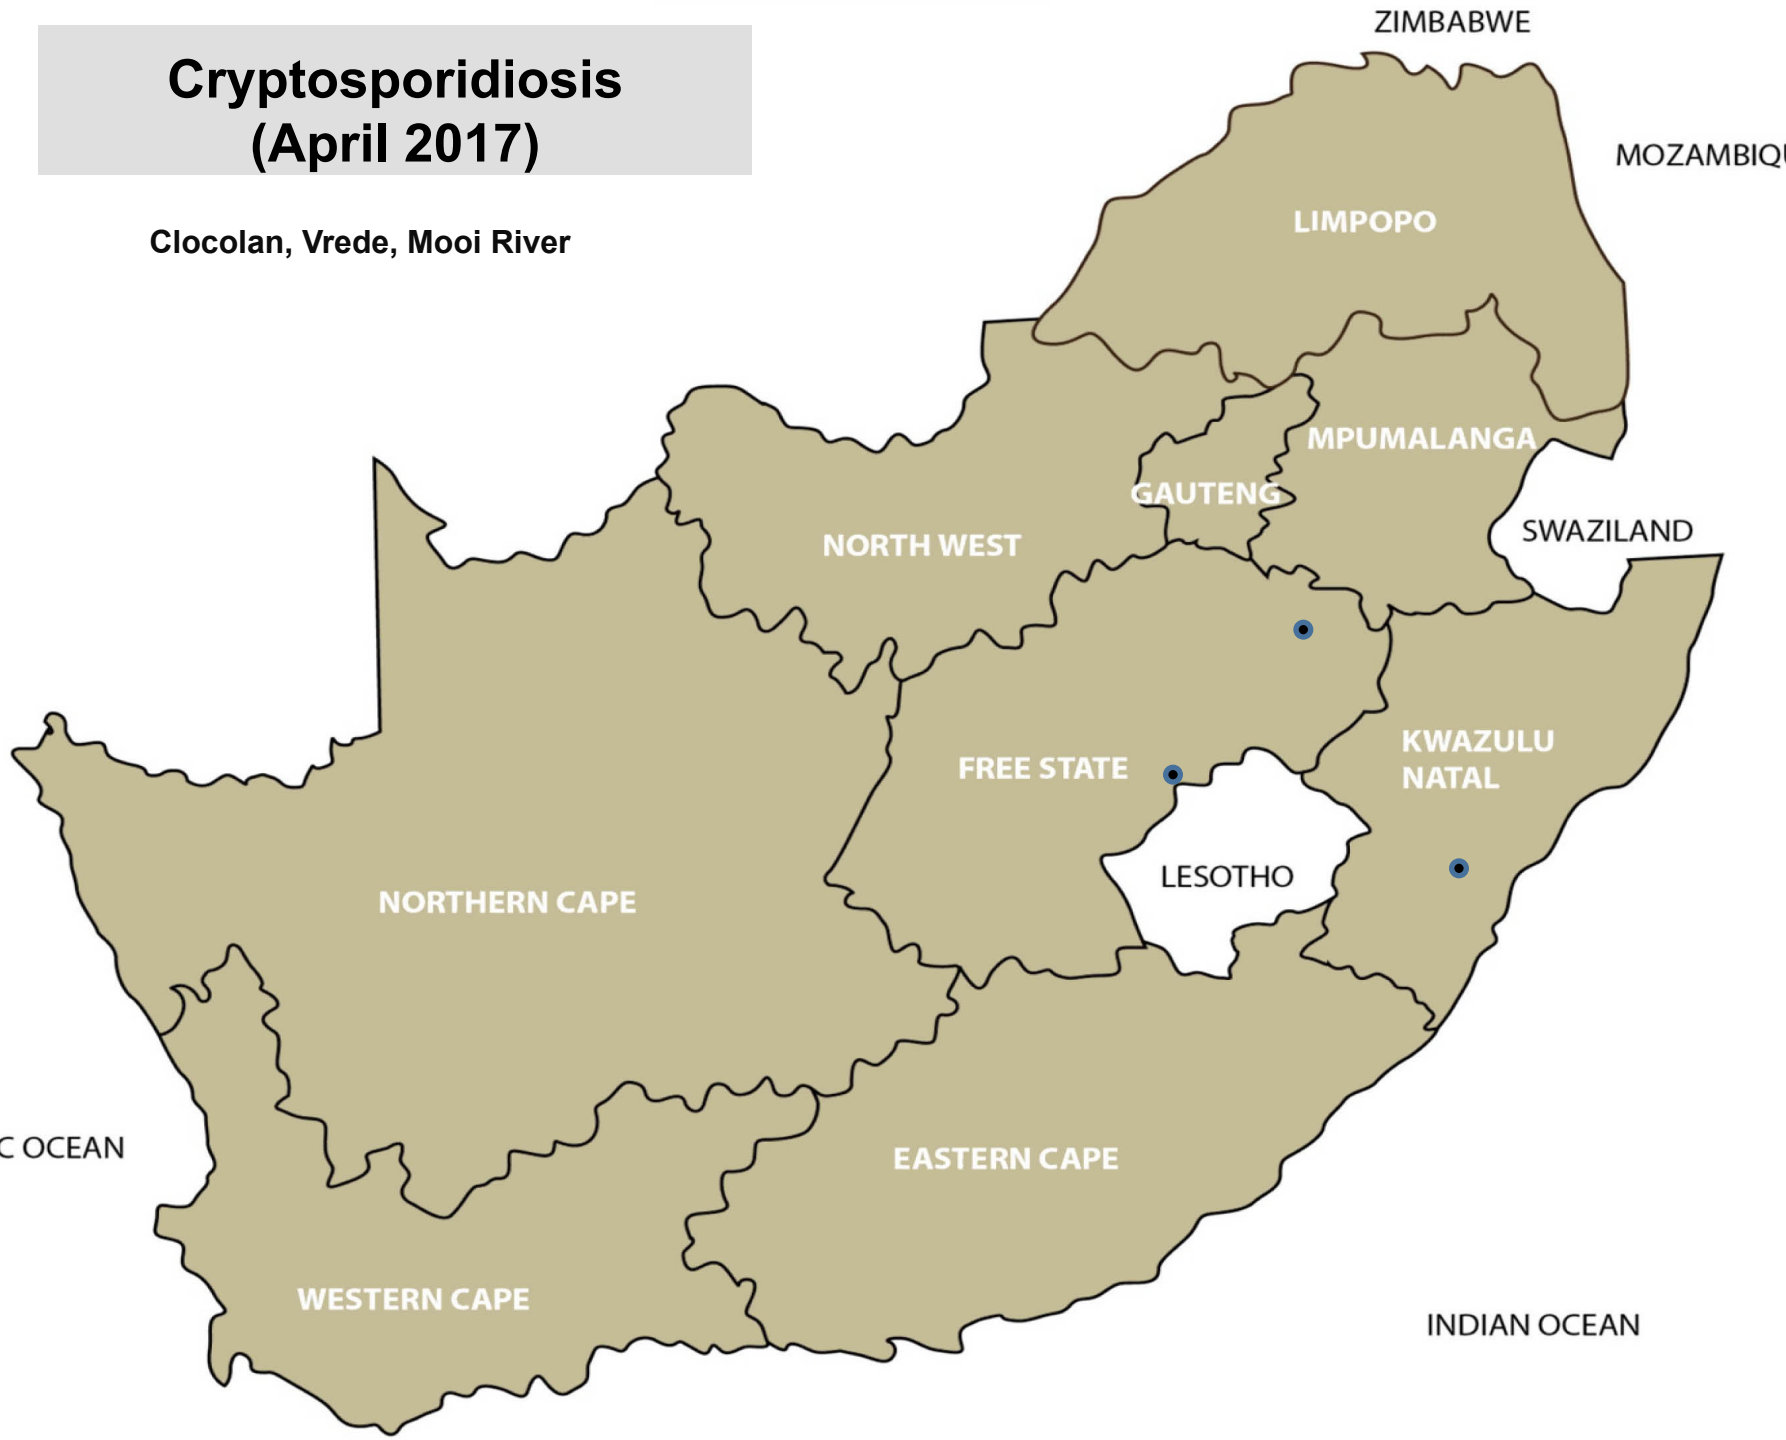 Cryptosporidiosis
(April 2017)
Clocolan, Vrede, Mooi River
ZIMBABWE
MOZAMBIQU
LIMPOPO
MPUMALANGA
GAUTENG
SWAZILAND
NORTH WEST
KWAZULU
NATAL
FREE STATE
LESOTHO
NORTHERN CAPE
C OCEAN
EASTERN CAPE
WESTERN CAPE
INDIAN OCEAN